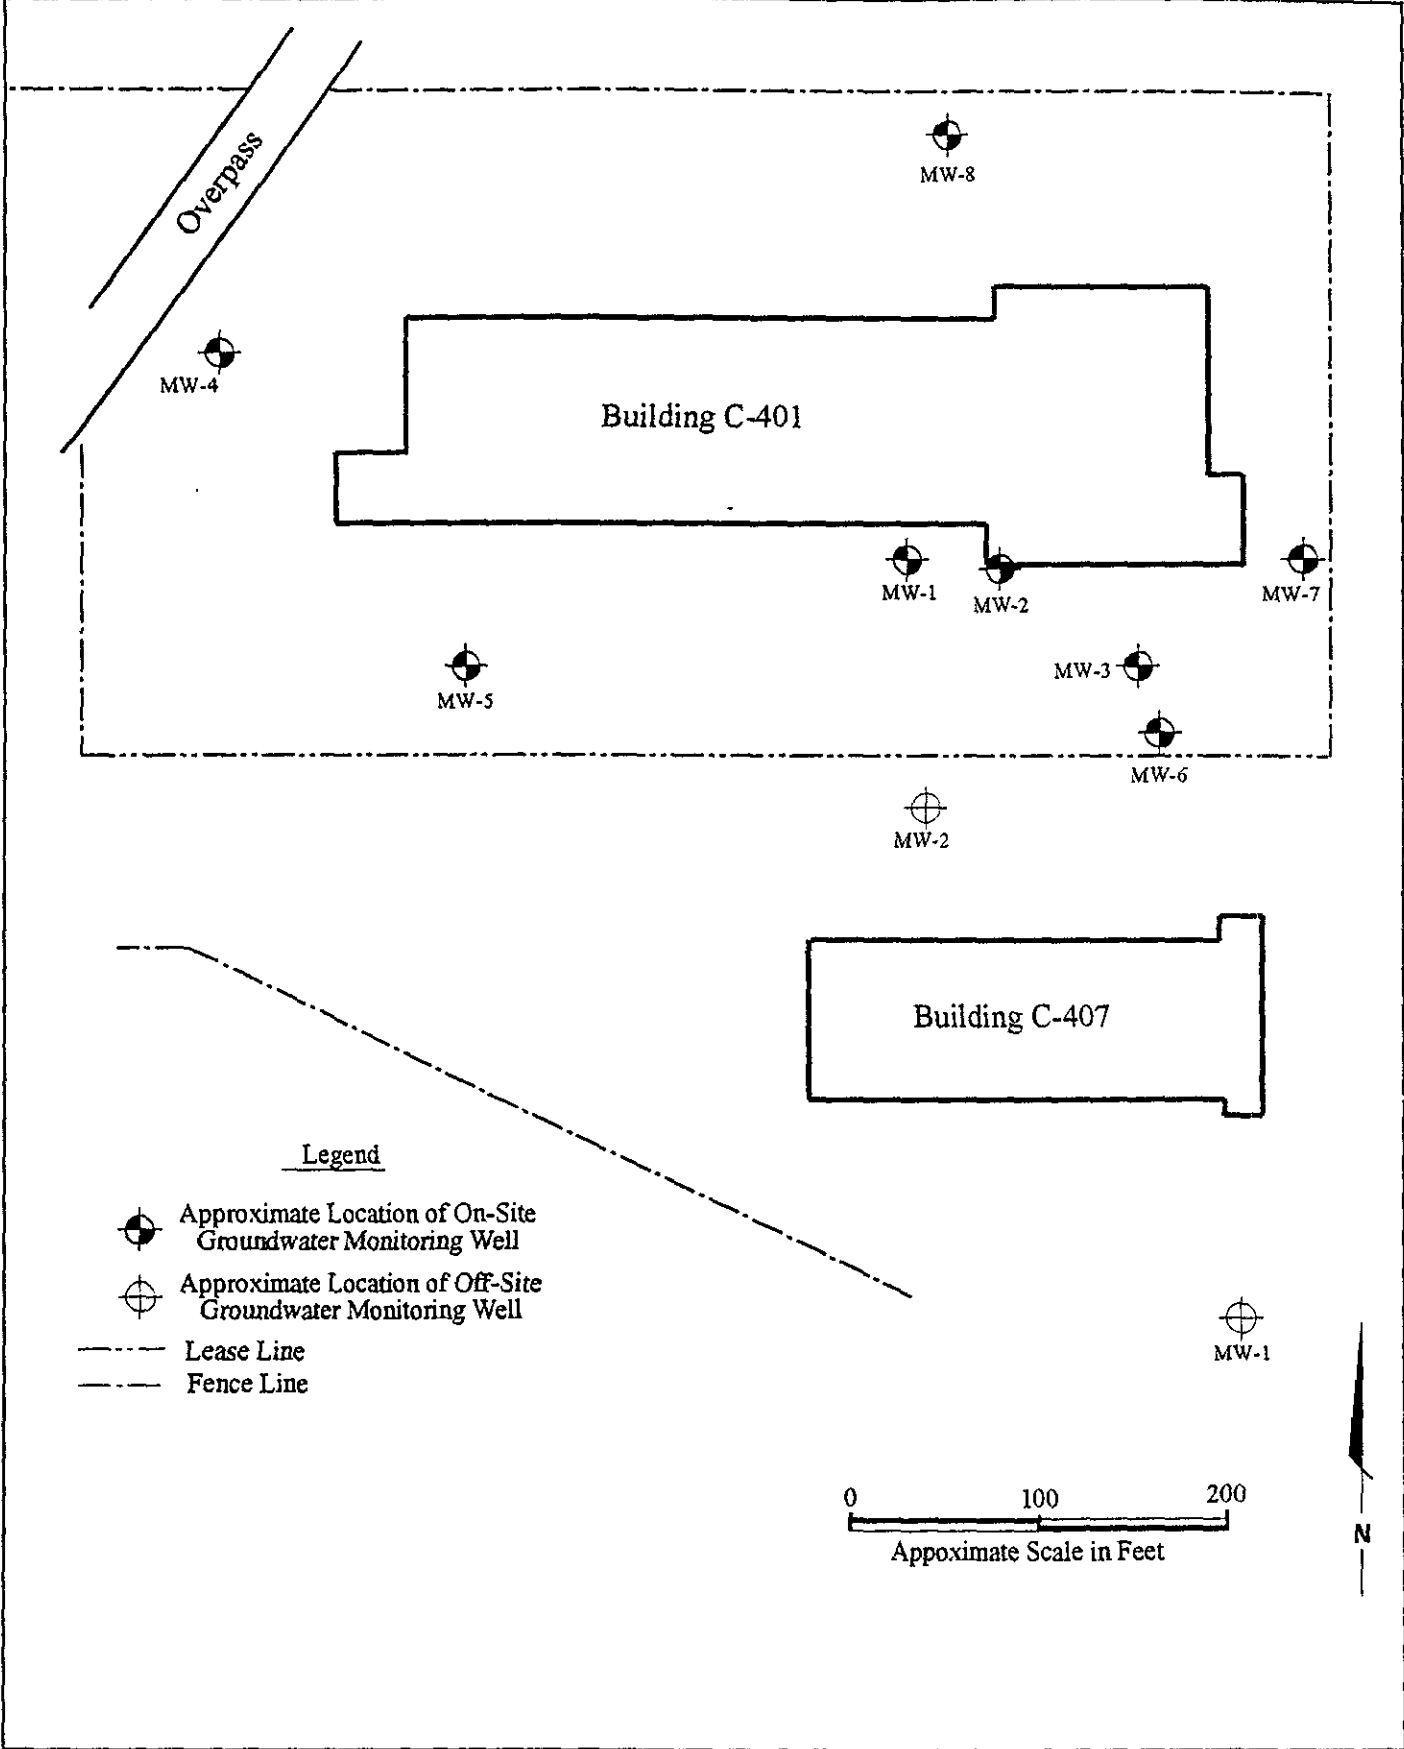 Overpass
MW-8
MW-4
Building C-401
MW-1
MW-2
MW-7
MW-3
MW-5
MW-6
MW-2
Building C-407
Legend
Approximate Location of On-Site
Groundwater Monitoring Well
Approximate Location of Off-Site
Groundwater Monitoring Well
Lease Line
Fence Line
MW-1
0 100 200
Appoximate Scale in Feet
N